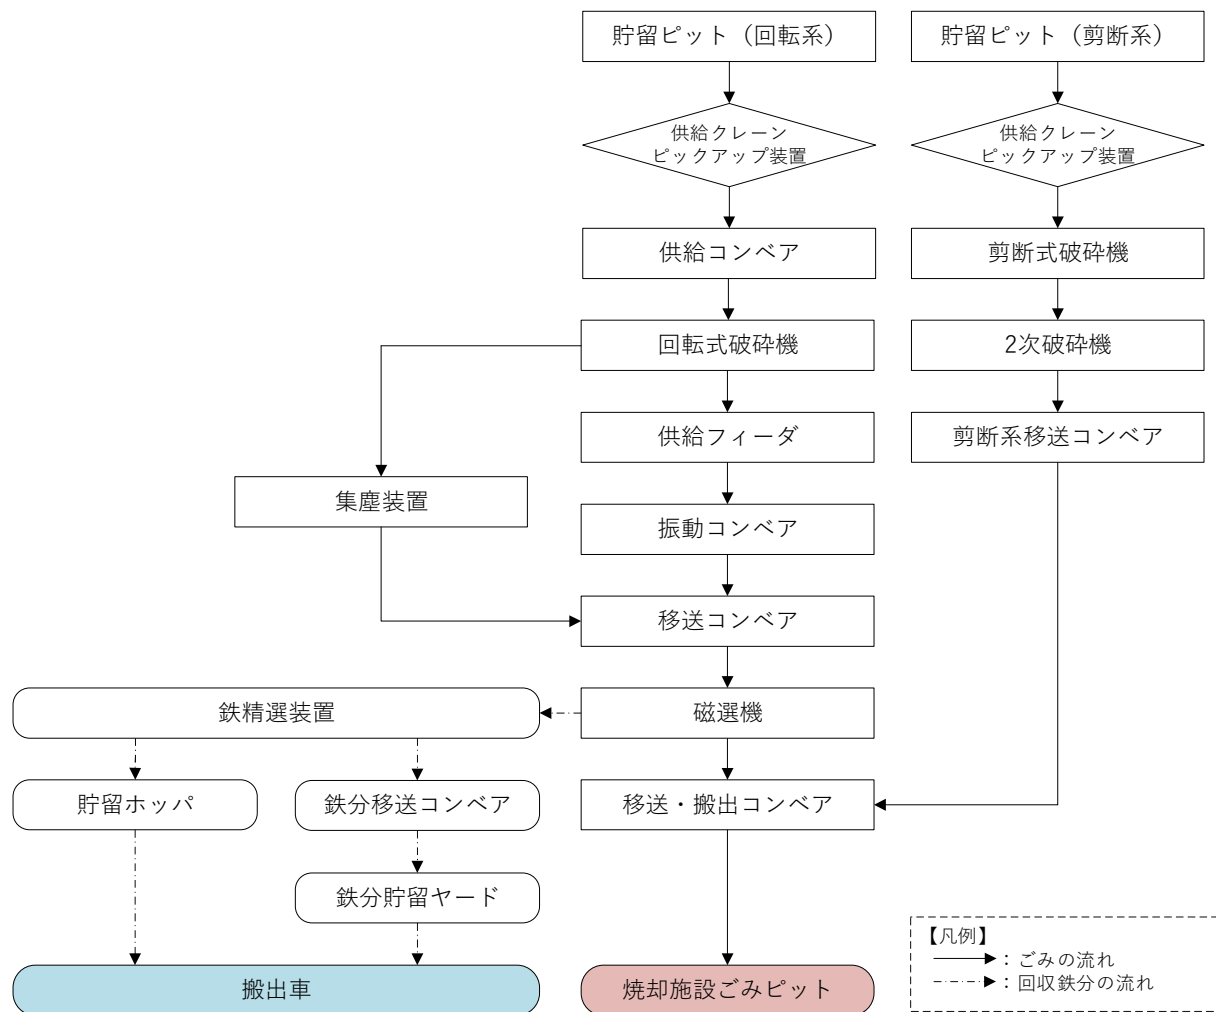 貯留ピット（回転系）
貯留ピット（剪断系）
供給クレーン
ピックアップ装置
供給クレーン
ピックアップ装置
供給コンベア
剪断式破砕機
回転式破砕機
2次破砕機
供給フィーダ
剪断系移送コンベア
集塵装置
振動コンベア
移送コンベア
鉄精選装置
磁選機
貯留ホッパ
鉄分移送コンベア
移送・搬出コンベア
鉄分貯留ヤード
搬出車
焼却施設ごみピット
【凡例】
：ごみの流れ
：回収鉄分の流れ